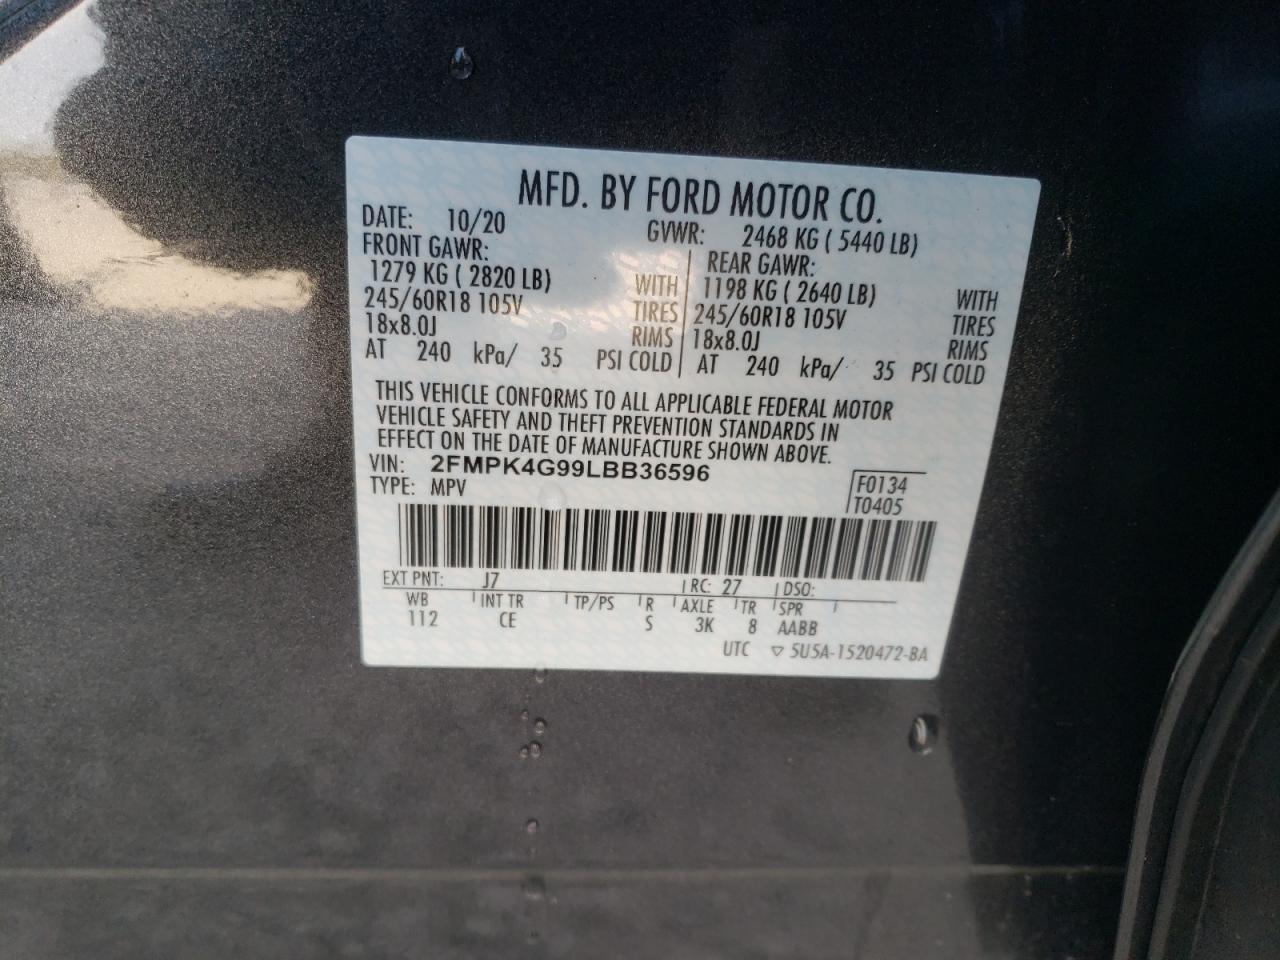 MFD. BY FORD MOTOR CO.
DATE: 10/20 GVWR: 2468 KG ( 5440 LB)
FRONT GAWR: REAR GAWR:
1279 KG ( 2820 LB) WITH 1198 KG ( 2640 LB) WITH
245/60R18 105V TIRES 245/60R18 105V TIRES
18x8.0J RIMS 18x8.0J RIMS
AT 240 kPa/ 35 PSI COLD AT 240 kPa/ 35 PSI COLD
THIS VEHICLE CONFORMS TO ALL APPLICABLE FEDERAL MOTOR
VEHICLE SAFETY AND THEFT PREVENTION STANDARDS IN
EFFECT ON THE DATE OF MANUFACTURE SHOWN ABOVE.
VIN: 2FMPK4G99LBB36596
TYPE: MPV
F0134
T0405
EXT PNT: J7 RC: 27 DSO:
WB INT TR TP/PS R AXLE TR SPR
112 CE S 3K 8 AABB
UTC ▽ 5U5A-1520472-BA